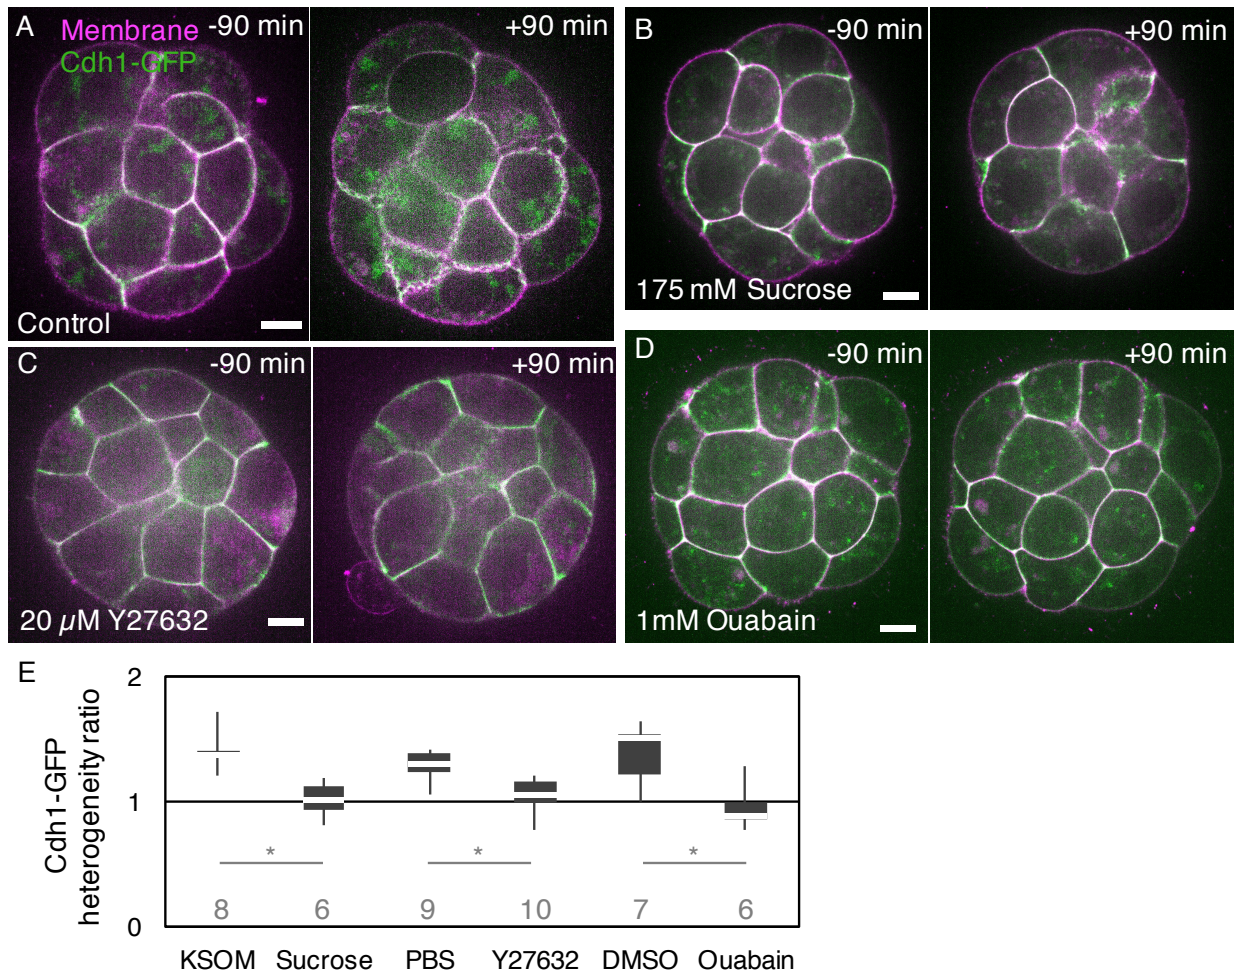 A
Membrane -90 min
Cdh1-GFP
+90 min
Control
B
-90 min
+90 min
175 mM Sucrose
C
-90 min
+90 min
20 µM Y27632
D
-90 min
+90 min
1mM Ouabain
E
Cdh1-GFP
heterogeneity ratio
2
1
0
* * *
8 6 9 10 7 6
KSOM Sucrose PBS Y27632 DMSO Ouabain